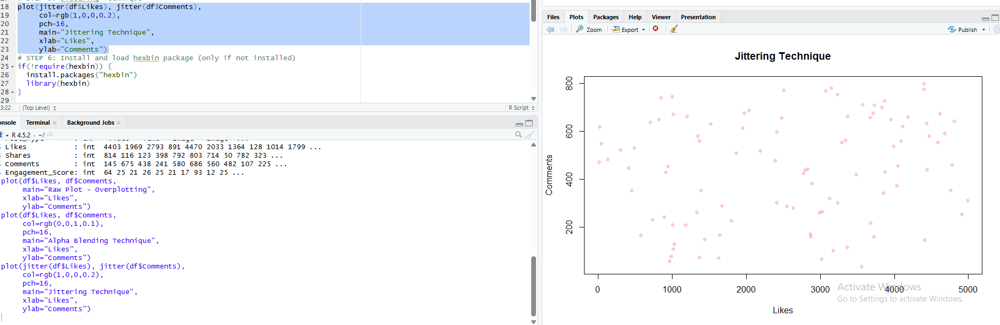 18 plot(jitter(df$Likes), jitter(df$Comments),
19 col=rgb(1,0,0,0.2),
20 pch=16,
21 main="Jittering Technique",
22 xlab="Likes",
23 ylab="Comments")
24 # STEP 6: Install and load hexbin package (only if not installed)
25 if(!require(hexbin)) {
26 install.packages("hexbin")
27 library(hexbin)
28 }
29
3:22 (Top Level) R Script
onsole Terminal Background Jobs
R 4.5.2 · ~/
Likes : int 4403 1969 2793 891 4470 2033 1364 128 1014 1799 ...
Shares : int 814 116 123 398 792 803 714 50 782 323 ...
Comments : int 145 675 438 241 580 686 560 482 107 225 ...
Engagement_Score: int 64 25 21 26 25 21 17 93 12 25 ...
plot(df$Likes, df$Comments,
main="Raw Plot - Overplotting",
xlab="Likes",
ylab="Comments")
plot(df$Likes, df$Comments,
col=rgb(0,0,1,0.1),
pch=16,
main="Alpha Blending Technique",
xlab="Likes",
ylab="Comments")
plot(jitter(df$Likes), jitter(df$Comments),
col=rgb(1,0,0,0.2),
pch=16,
main="Jittering Technique",
xlab="Likes",
ylab="Comments")
Files Plots Packages Help Viewer Presentation
Zoom Export Publish
Jittering Technique
Comments
800
600
400
200
0 1000 2000 3000 4000 5000
Likes
Activate Windows
Go to Settings to activate Windows.